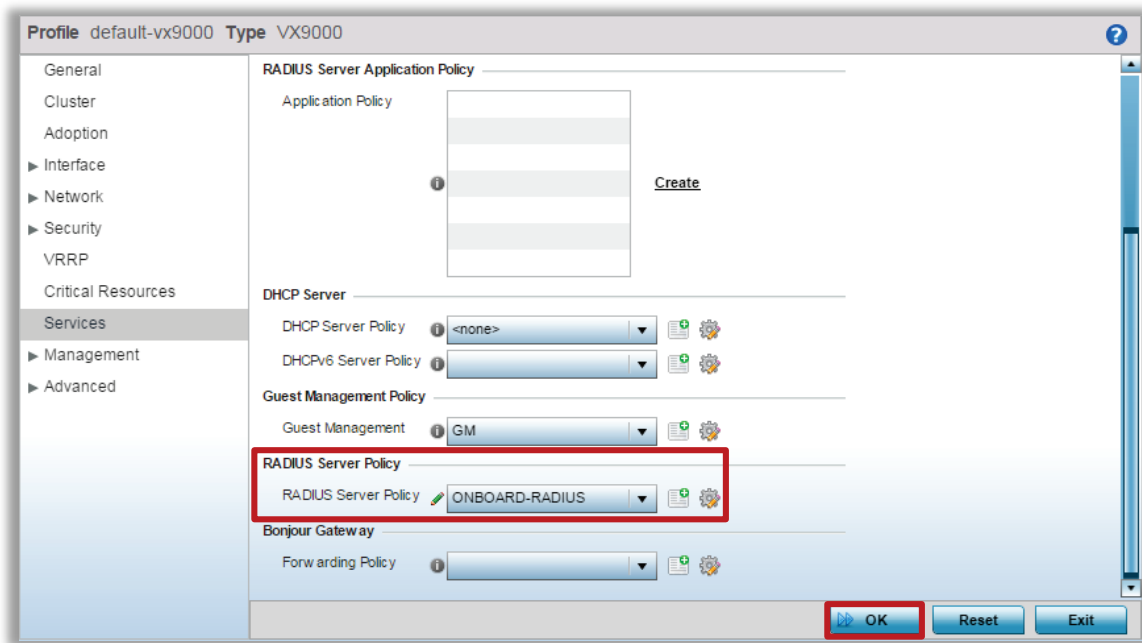 Profile default-vx9000 Type VX9000
General
Cluster
Adoption
Interface
Network
Security
VRRP
Critical Resources
Services
Management
Advanced
RADIUS Server Application Policy
Application Policy
Create
DHCP Server
DHCP Server Policy <none>
DHCPv6 Server Policy
Guest Management Policy
Guest Management GM
RADIUS Server Policy
RADIUS Server Policy ONBOARD-RADIUS
Bonjour Gateway
Forwarding Policy
OK Reset Exit